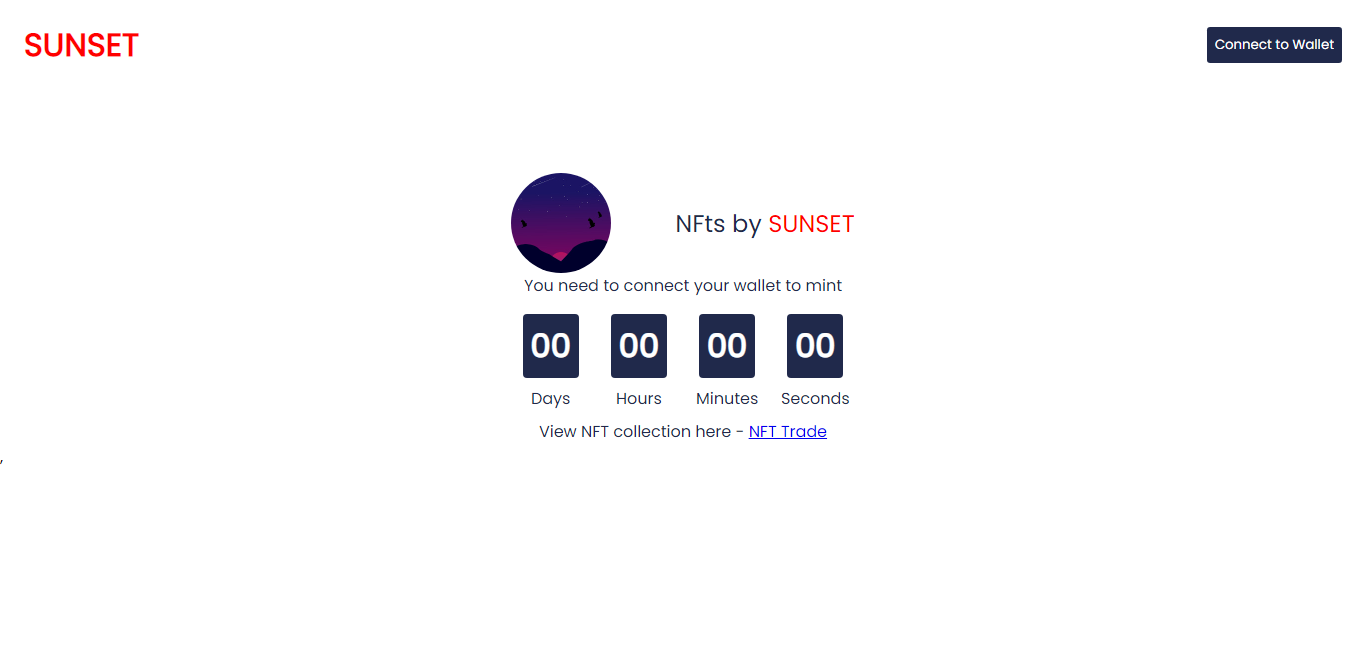 SUNSET
Connect to Wallet
NFts by SUNSET
You need to connect your wallet to mint
00 00 00 00
Days Hours Minutes Seconds
View NFT collection here - NFT Trade
,